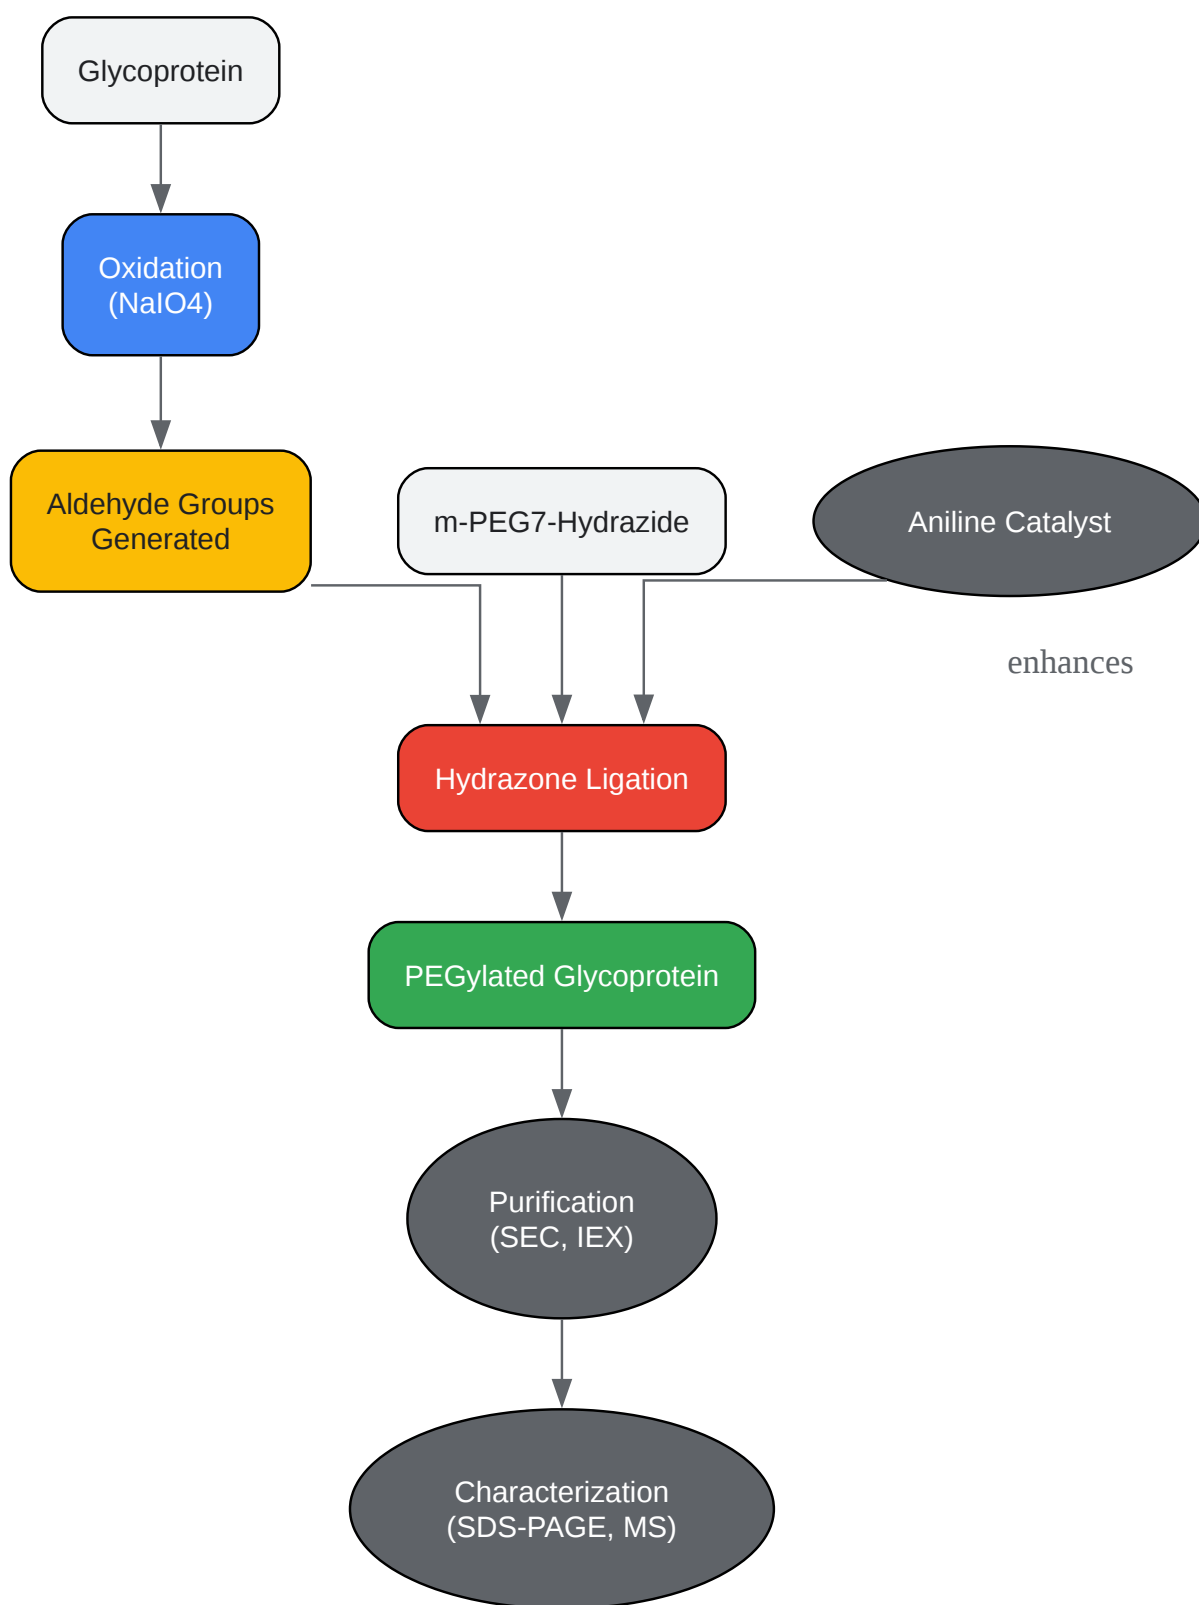 Glycoprotein
Oxidation
(NaIO4)
Aldehyde Groups
Generated
m-PEG7-Hydrazide
Aniline Catalyst
enhances
Hydrazone Ligation
PEGylated Glycoprotein
Purification
(SEC, IEX)
Characterization
(SDS-PAGE, MS)